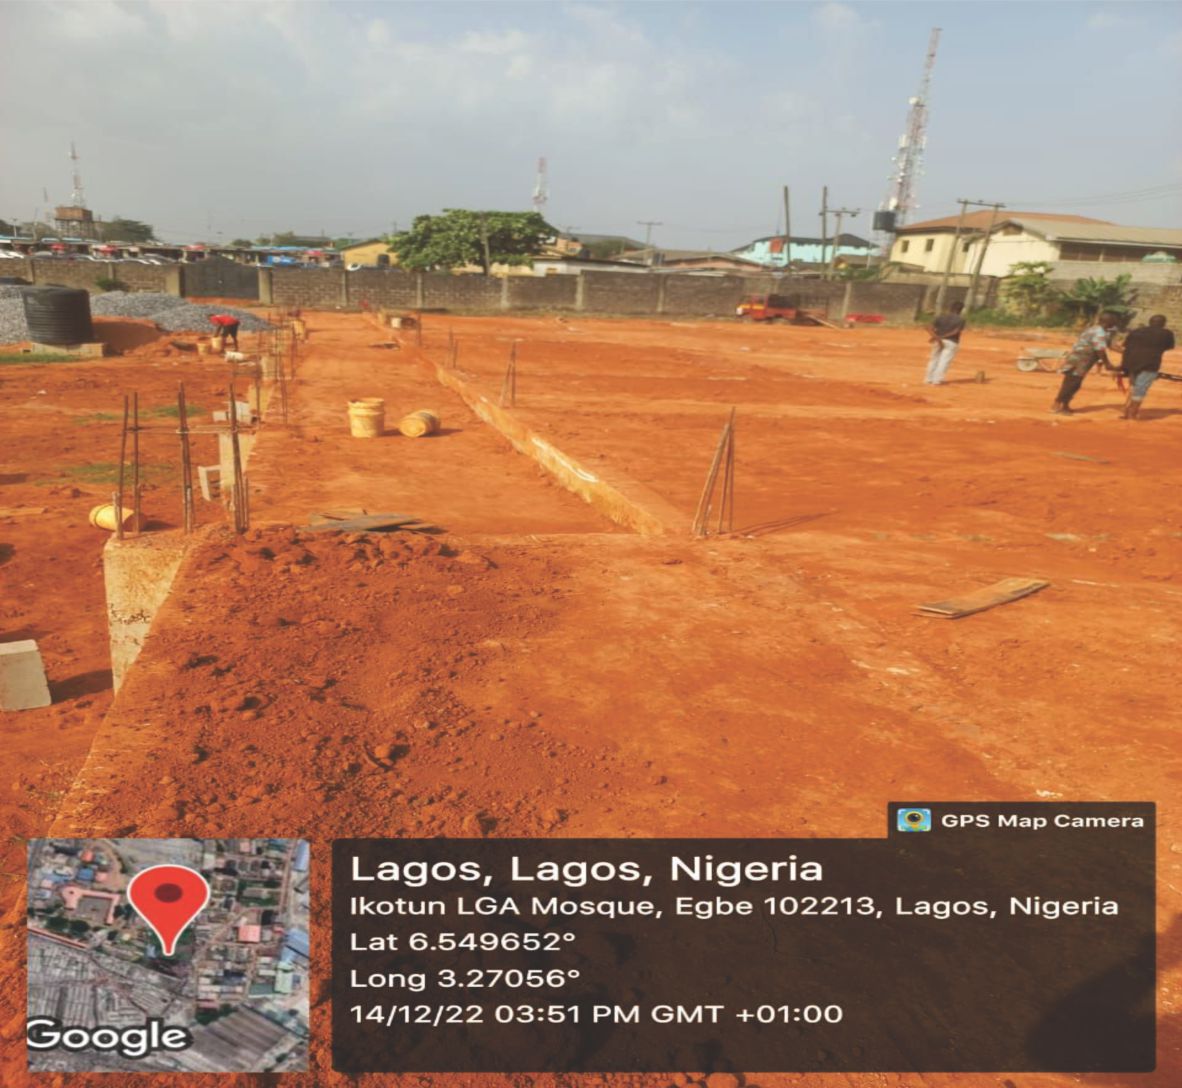 GPS Map Camera
Lagos, Lagos, Nigeria
Ikotun LGA Mosque, Egbe 102213, Lagos, Nigeria
Lat 6.549652°
Long 3.27056°
14/12/22 03:51 PM GMT +01:00
Google